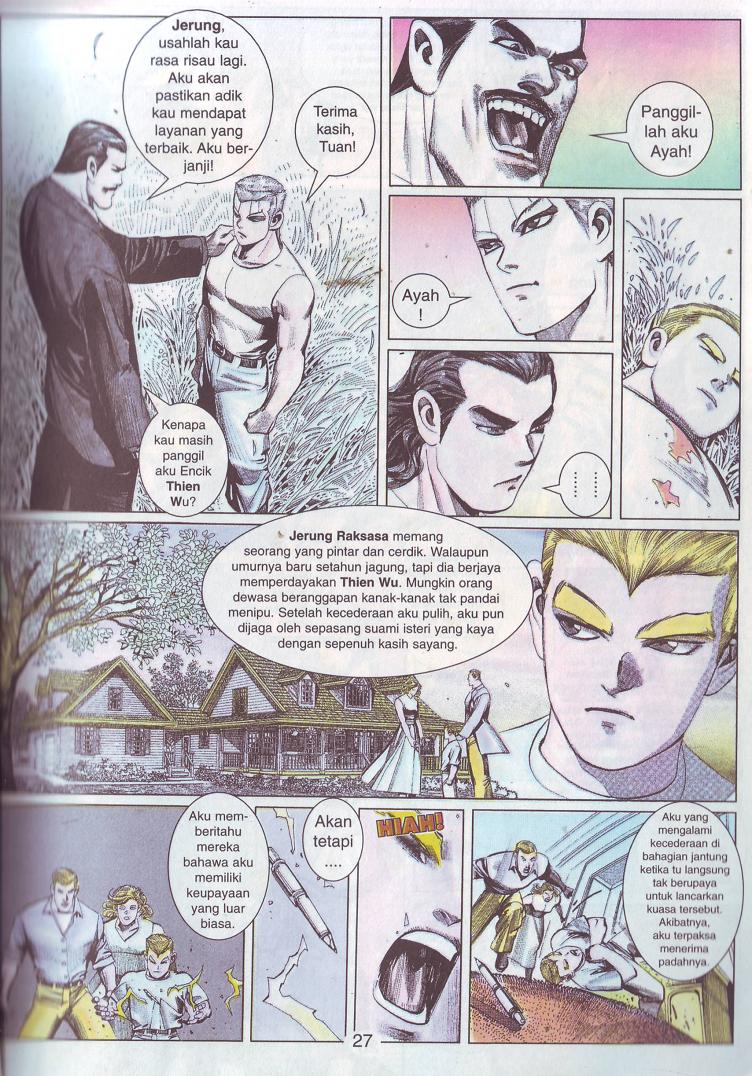 Jerung,
usahlah kau
rasa risau lagi.
Aku akan
pastikan adik
kau mendapat
layanan yang
terbaik. Aku ber-
janji!
Terima
kasih,
Tuan!
Kenapa
kau masih
panggil
aku Encik
Thien
Wu?
Panggil-
lah aku
Ayah!
Ayah
!
Jerung Raksasa memang
seorang yang pintar dan cerdik. Walaupun
umurnya baru setahun jagung, tapi dia berjaya
memperdayakan Thien Wu. Mungkin orang
dewasa beranggapan kanak-kanak tak pandai
menipu. Setelah kecederaan aku pulih, aku pun
dijaga oleh sepasang suami isteri yang kaya
dengan sepenuh kasih sayang.
Aku mem-
beritahu
mereka
bahawa aku
memiliki
keupayaan
yang luar
biasa.
Akan
tetapi
....
HIAH!
Aku yang
mengalami
kecederaan di
bahagian jantung
ketika tu langsung
tak berupaya
untuk lancarkan
kuasa tersebut.
Akibatnya,
aku terpaksa
menerima
padahnya.
27